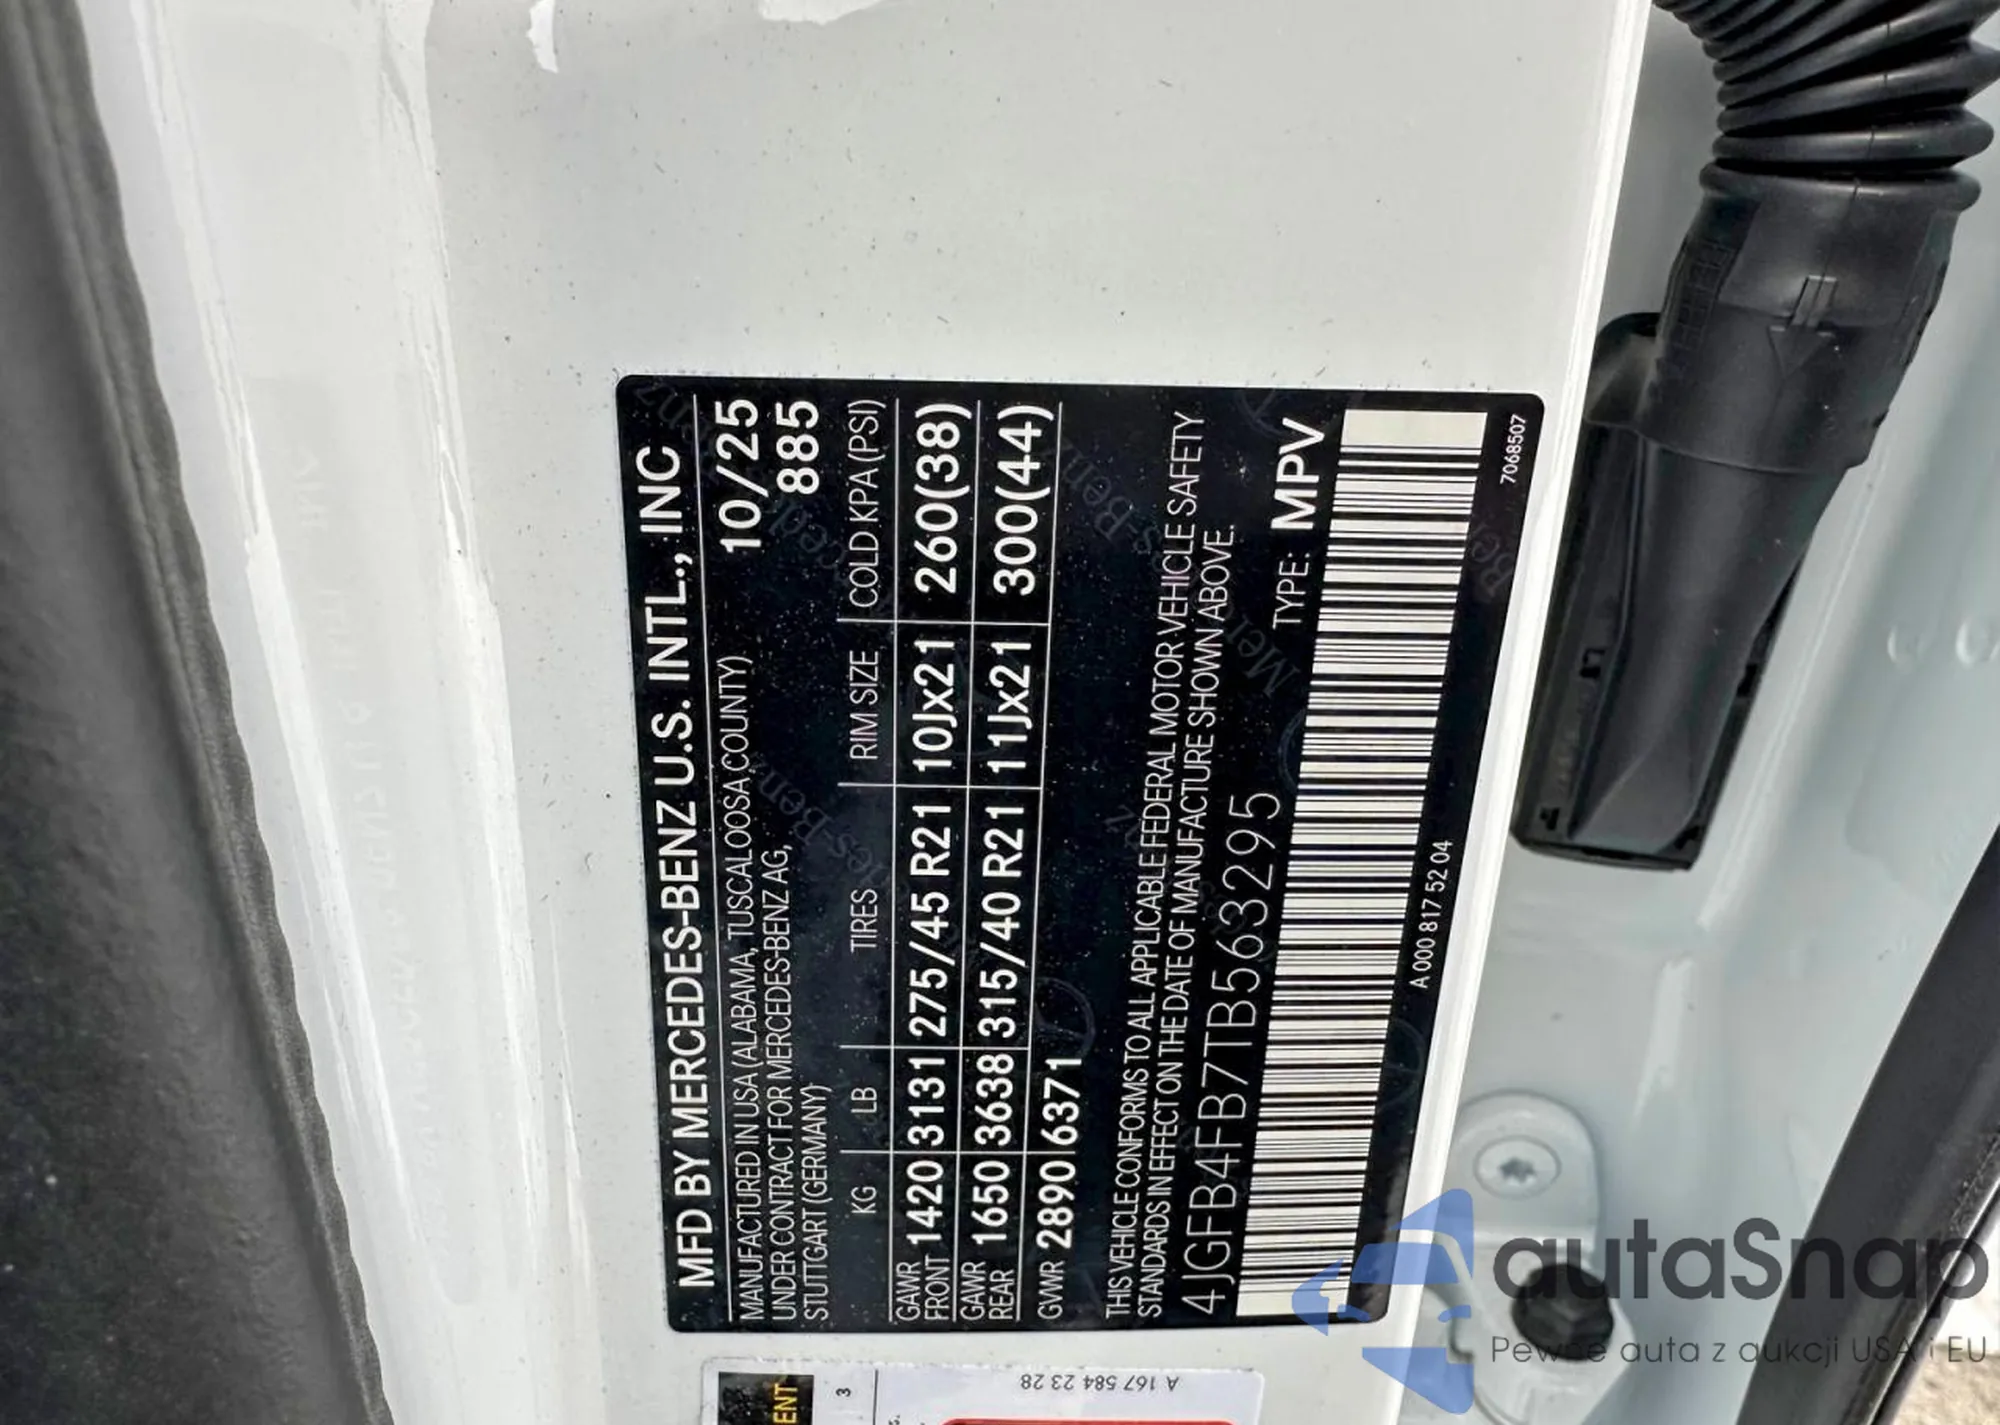 MFD BY MERCEDES-BENZ U.S. INTL., INC
MANUFACTURED IN USA (ALABAMA, TUSCALOOSA COUNTY) 10/25
UNDER CONTRACT FOR MERCEDES-BENZ AG, 885
STUTTGART (GERMANY)
KG LB TIRES RIM SIZE COLD KPA (PSI)
GAWR FRONT 1420 3131 275/45 R21 10Jx21 260(38)
GAWR REAR 1650 3638 315/40 R21 11Jx21 300(44)
GWR 2890 6371
THIS VEHICLE CONFORMS TO ALL APPLICABLE FEDERAL MOTOR VEHICLE SAFETY
STANDARDS IN EFFECT ON THE DATE OF MANUFACTURE SHOWN ABOVE.
4JGFB4FB7TB563295 TYPE: MPV
A 000 817 52 04
7068507
A 167 584 23 28
ENT
3
autaSnap
Pewne auta z aukcji USA i EU